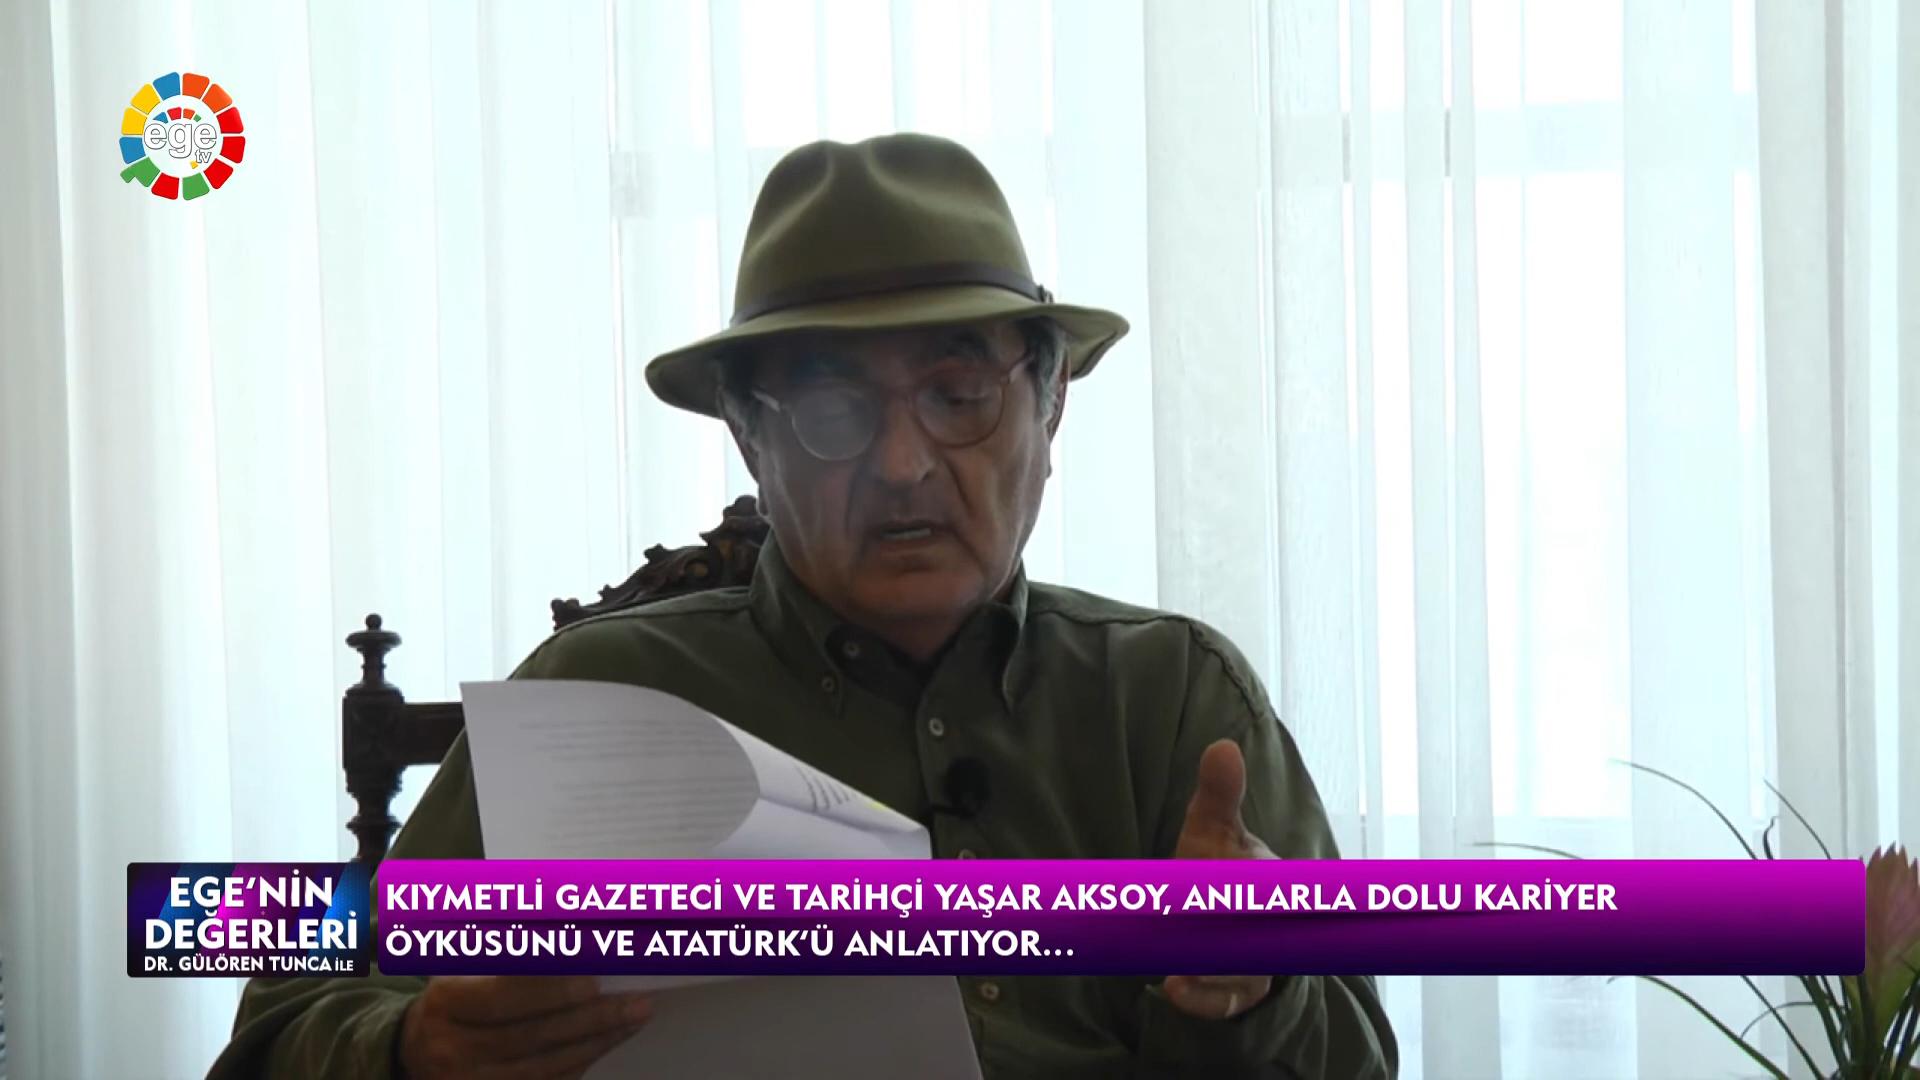 ege
tv
EGE'NİN
DEĞERLERİ
DR. GÜLÖREN TUNCA İLE
KIYMETLİ GAZETECİ VE TARİHÇİ YAŞAR AKSOY, ANILARLA DOLU KARİYER
ÖYKÜSÜNÜ VE ATATÜRK'Ü ANLATIYOR...